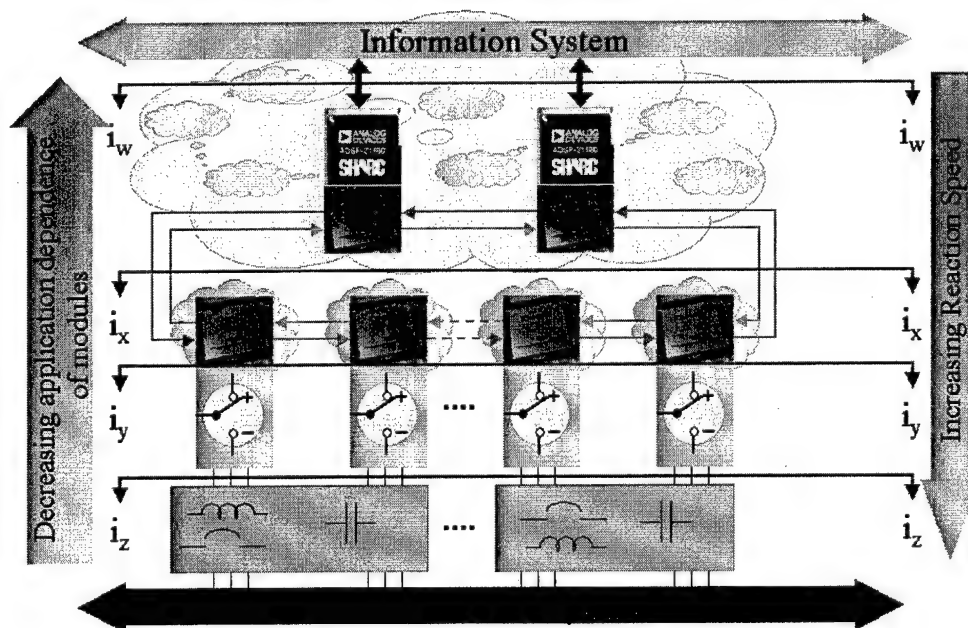 Information System
Decreasing application dependence
of modules
Increasing Reaction Speed
i_w
i_w
ANALOG
DEVICES
SHARC
ANALOG
DEVICES
SHARC
i_x
i_x
i_y
+
−
+
−
....
+
−
+
−
i_y
i_z
....
i_z